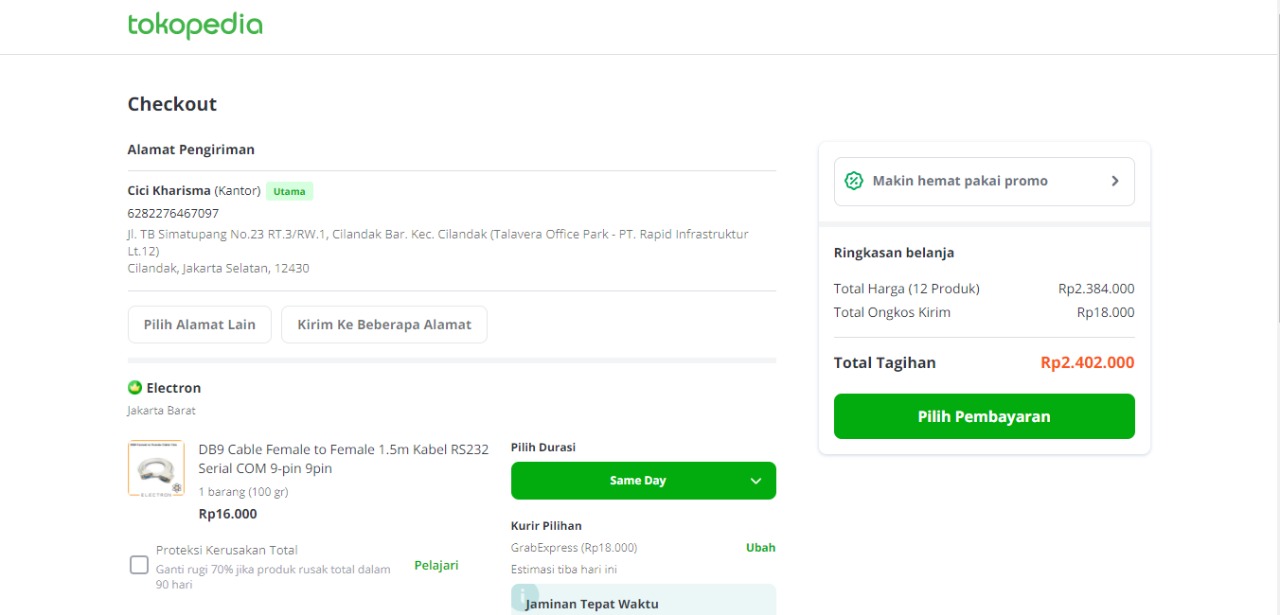 tokopedia
Checkout
Alamat Pengiriman
Cici Kharisma (Kantor) Utama
6282276467097
Jl. TB Simatupang No.23 RT.3/RW.1, Cilandak Bar. Kec. Cilandak (Talavera Office Park - PT. Rapid Infrastruktur
Lt.12)
Cilandak, Jakarta Selatan, 12430
Pilih Alamat Lain
Kirim Ke Beberapa Alamat
Electron
Jakarta Barat
ELECTRON
DB9 Cable Female to Female 1.5m Kabel RS232
Serial COM 9-pin 9pin
1 barang (100 gr)
Rp16.000
Proteksi Kerusakan Total
Ganti rugi 70% jika produk rusak total dalam
90 hari
Pelajari
Pilih Durasi
Same Day
Kurir Pilihan
GrabExpress (Rp18.000)
Ubah
Estimasi tiba hari ini
Jaminan Tepat Waktu
Makin hemat pakai promo
Ringkasan belanja
Total Harga (12 Produk) Rp2.384.000
Total Ongkos Kirim Rp18.000
Total Tagihan Rp2.402.000
Pilih Pembayaran